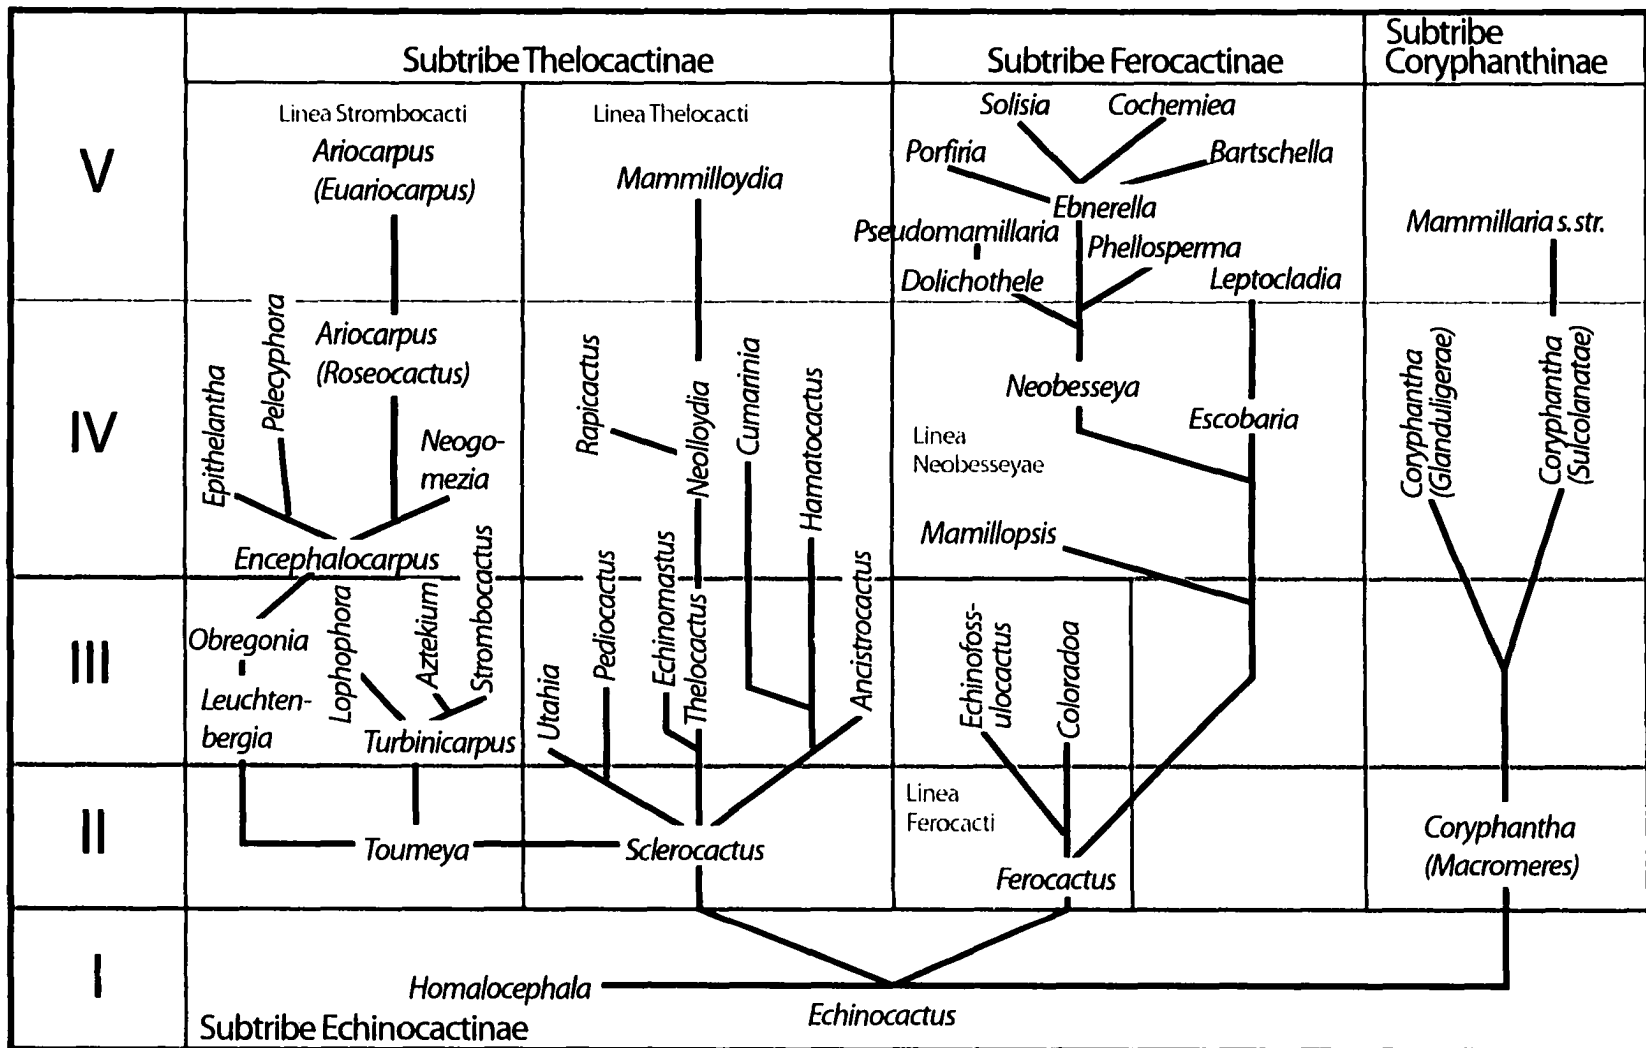 Subtribe Thelocactinae
Subtribe Ferocactinae
Subtribe
Coryphanthinae
V
Linea Strombocacti
Ariocarpus
(Euariocarpus)
Linea Thelocacti
Mammilloydia
Solisia
Cochemiea
Porfiria
Bartschella
Ebnerella
Pseudomamillaria
Phellosperma
Dolichothele
Leptocladia
Mammillaria s. str.
IV
Epithelantha
Pelecyphora
Ariocarpus
(Roseocactus)
Neogo-
mezia
Encephalocarpus
Rapicactus
Neolloydia
Cumarinia
Hamatocactus
Neobesseya
Escobaria
Linea
Neobesseyae
Mamillopsis
Coryphantha
(Glanduligerae)
Coryphantha
(Sulcolanatae)
III
Obregonia
Leuchten-
bergia
Lophophora
Aztekium
Strombocactus
Turbinicarpus
Utahia
Pediocactus
Echinomastus
Thelocactus
Ancistrocactus
Echinofoss-
ulocactus
Coloradoa
II
Toumeya
Sclerocactus
Linea
Ferocacti
Ferocactus
Coryphantha
(Macromeres)
I
Homalocephala
Echinocactus
Subtribe Echinocactinae